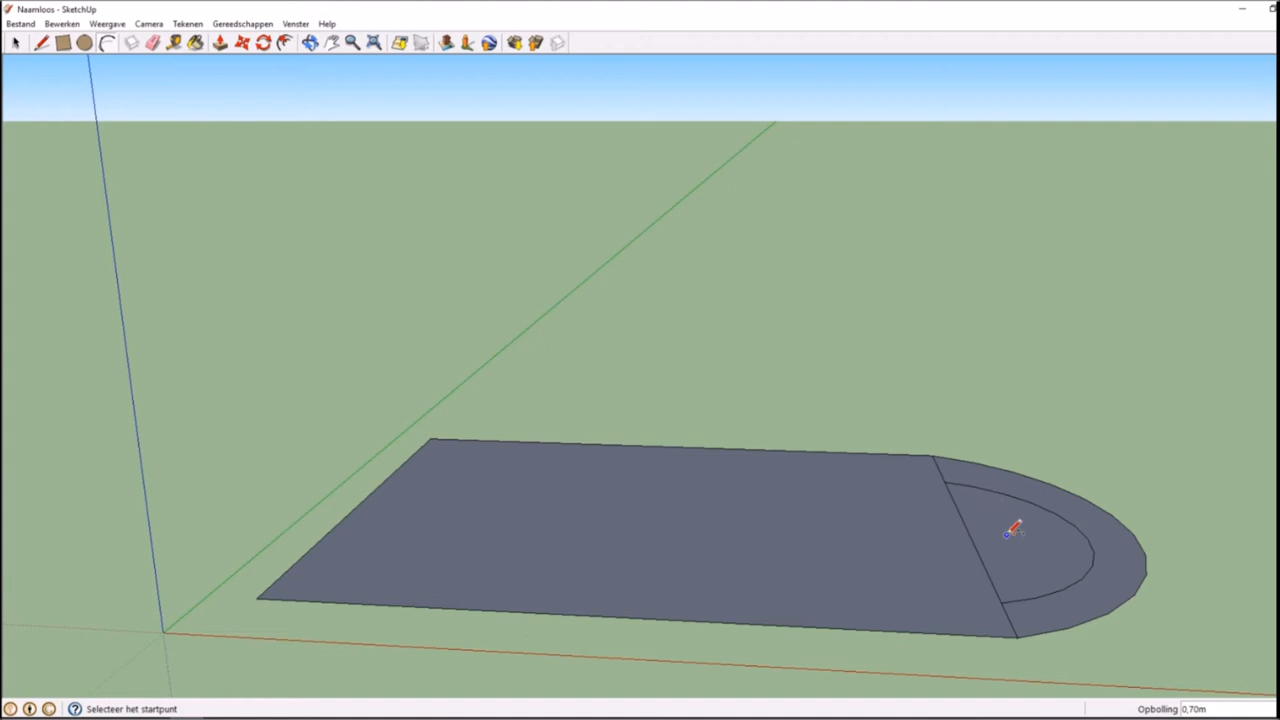 Naamloos - SketchUp
Bestand Bewerken Weergave Camera Tekenen Gereedschappen Venster Help
Selecteer het startpunt
Opbolling 0,70m